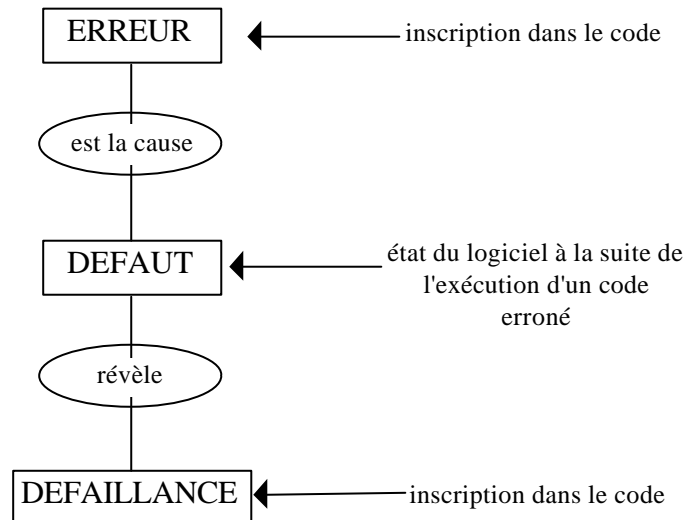 ERREUR
inscription dans le code
est la cause
DEFAUT
état du logiciel à la suite de
l'exécution d'un code
erroné
révèle
DEFAILLANCE
inscription dans le code